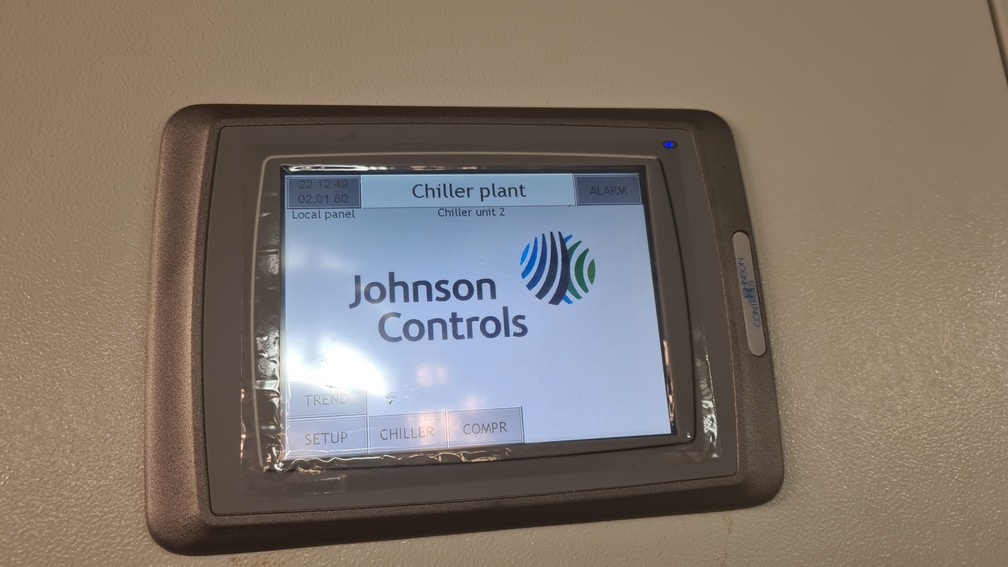 22:12:49
02.01.80
Chiller plant
ALARM
Local panel
Chiller unit 2
Johnson
Controls
TREND
SETUP
CHILLER
COMPR